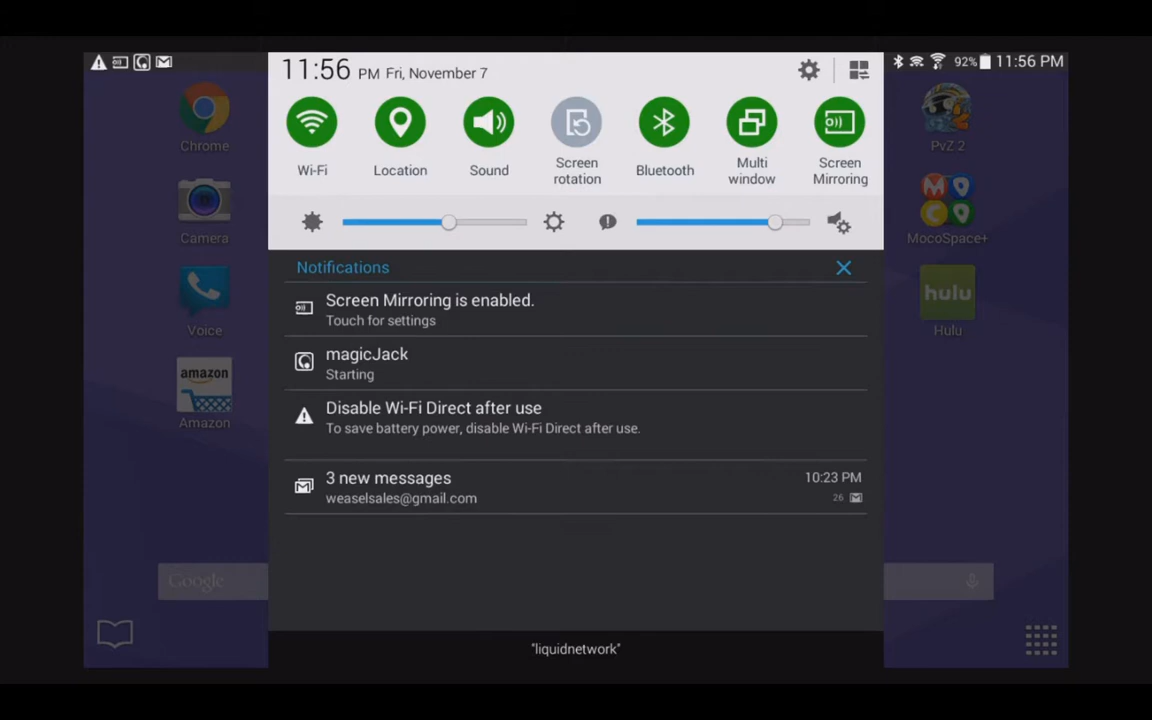 92% 11:56 PM
11:56 PM Fri, November 7
Wi-Fi
Location
Sound
Screen
rotation
Bluetooth
Multi
window
Screen
Mirroring
Notifications
Screen Mirroring is enabled.
Touch for settings
magicJack
Starting
Disable Wi-Fi Direct after use
To save battery power, disable Wi-Fi Direct after use.
3 new messages 10:23 PM
weaselsales@gmail.com 26
"liquidnetwork"
Chrome
Camera
Voice
amazon
Amazon
Google
PvZ 2
MOCO
MocoSpace+
hulu
Hulu